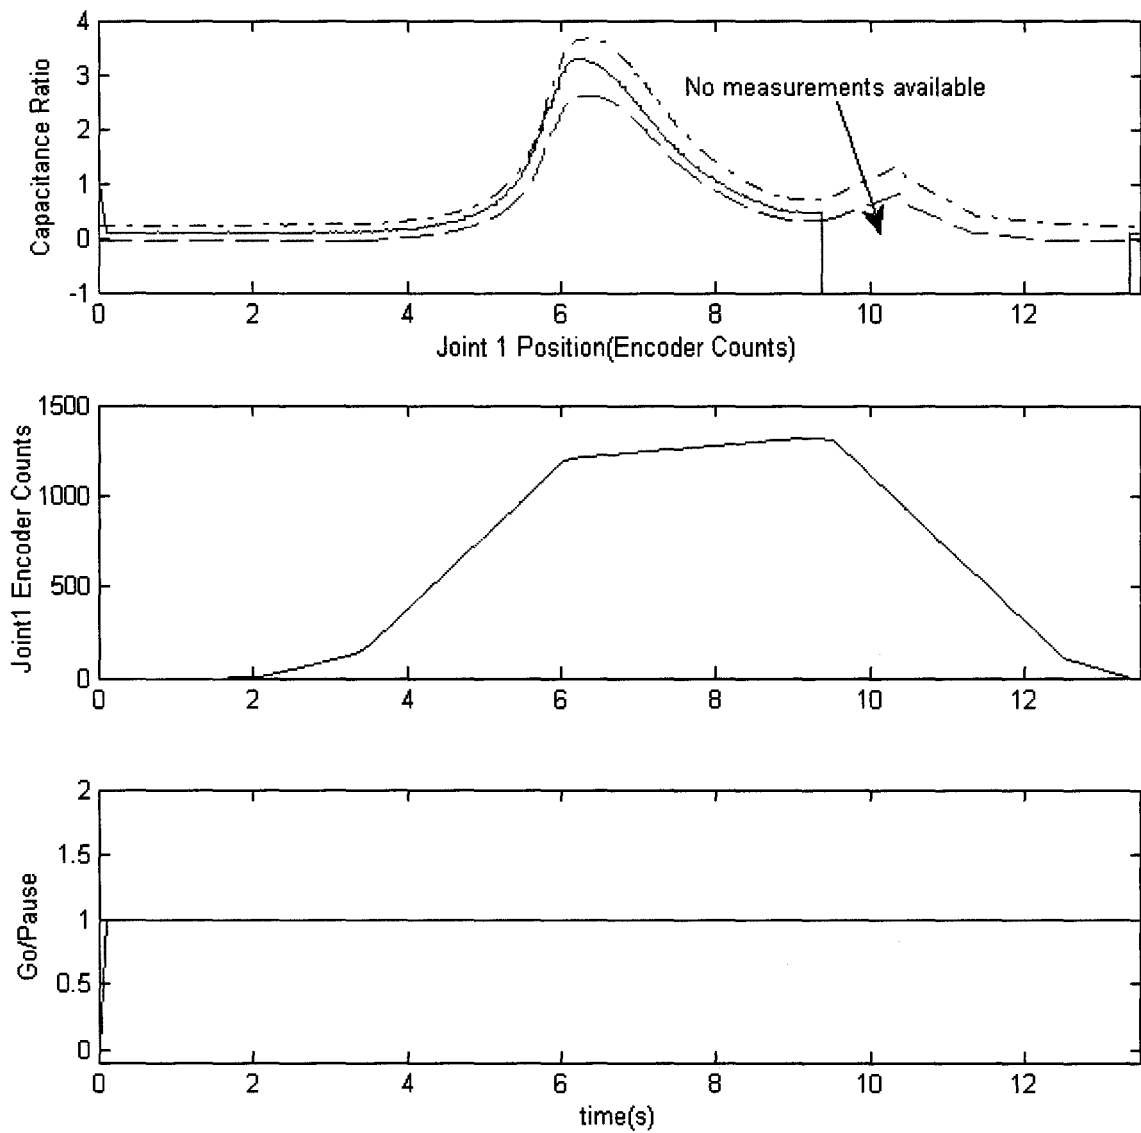 4
3
2
1
0
-1
Capacitance Ratio
No measurements available
0 2 4 6 8 10 12
Joint 1 Position(Encoder Counts)
1500
1000
500
0
Joint1 Encoder Counts
0 2 4 6 8 10 12
2
1.5
1
0.5
0
Go/Pause
0 2 4 6 8 10 12
time(s)